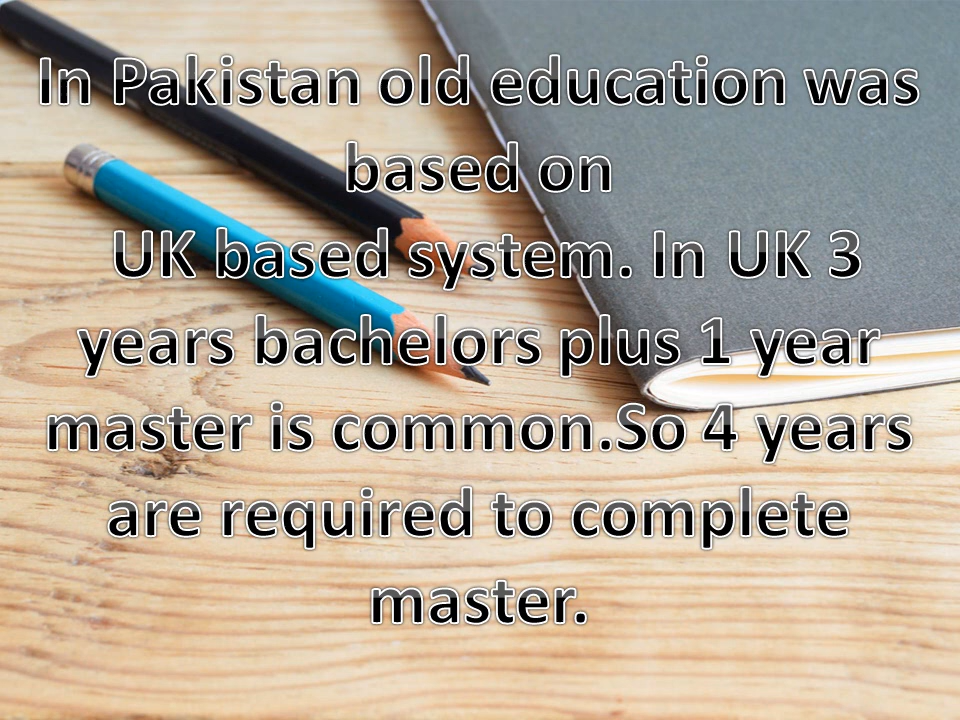 In Pakistan old education was
based on
UK based system. In UK 3
years bachelors plus 1 year
master is common.So 4 years
are required to complete
master.